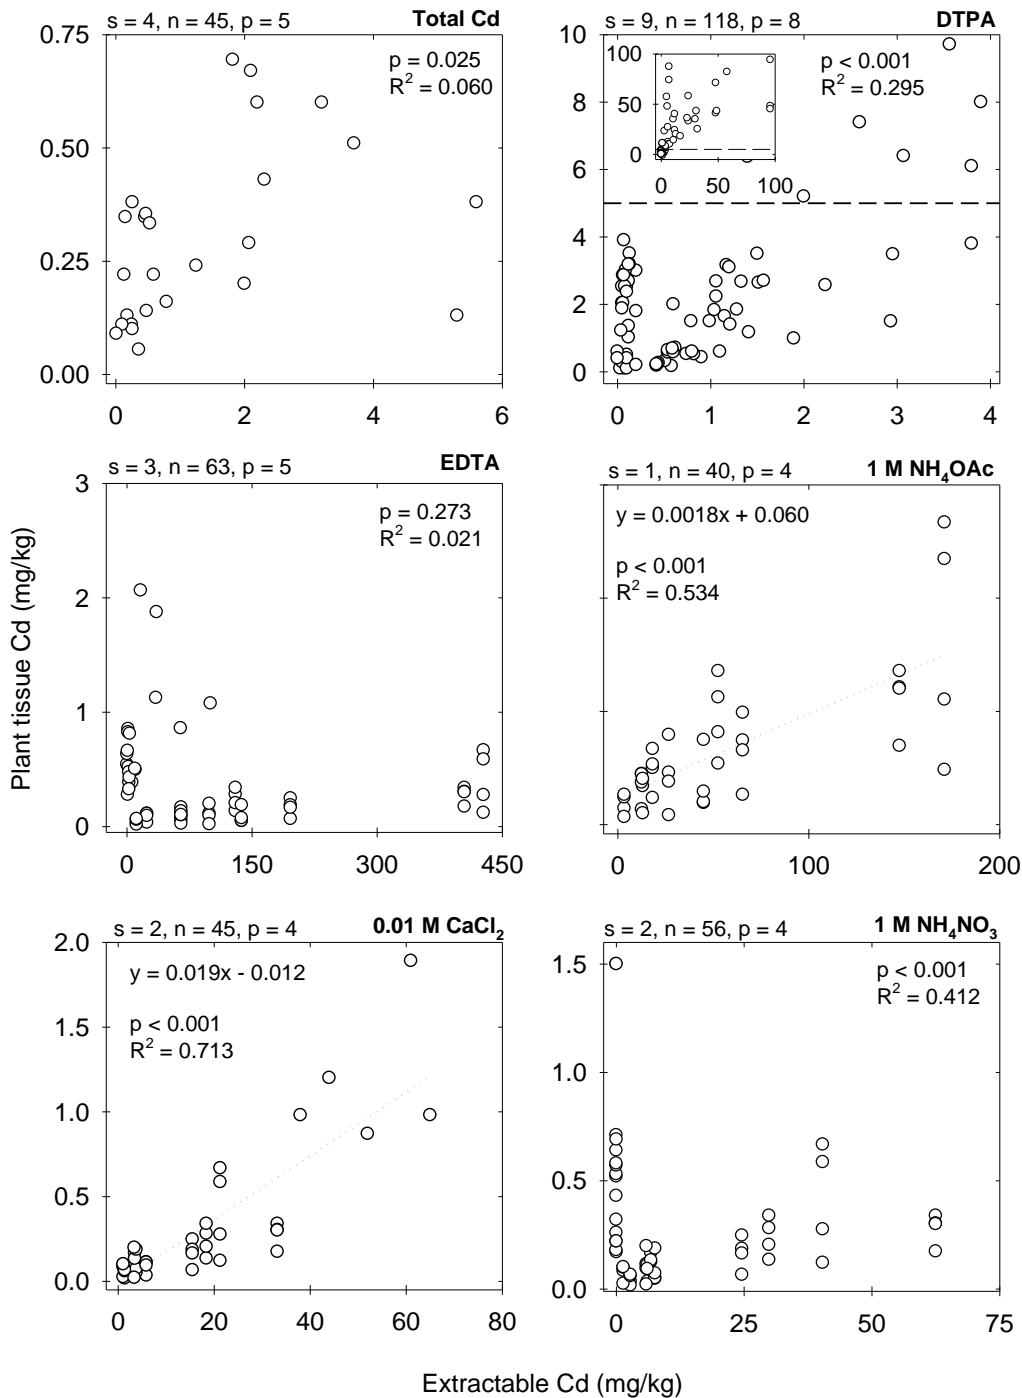 s = 4, n = 45, p = 5 Total Cd
p = 0.025
R² = 0.060
0.75
0.50
0.25
0.00
0 2 4 6
s = 9, n = 118, p = 8 DTPA
p < 0.001
R² = 0.295
10
8
6
4
2
0
0 1 2 3 4
100
50
0
0 50 100
s = 3, n = 63, p = 5 EDTA
p = 0.273
R² = 0.021
3
2
1
0
0 150 300 450
s = 1, n = 40, p = 4 1 M NH₄OAc
y = 0.0018x + 0.060
p < 0.001
R² = 0.534
0 100 200
Plant tissue Cd (mg/kg)
s = 2, n = 45, p = 4 0.01 M CaCl₂
y = 0.019x - 0.012
p < 0.001
R² = 0.713
2.0
1.5
1.0
0.5
0.0
0 20 40 60 80
s = 2, n = 56, p = 4 1 M NH₄NO₃
p < 0.001
R² = 0.412
1.5
1.0
0.5
0.0
0 25 50 75
Extractable Cd (mg/kg)